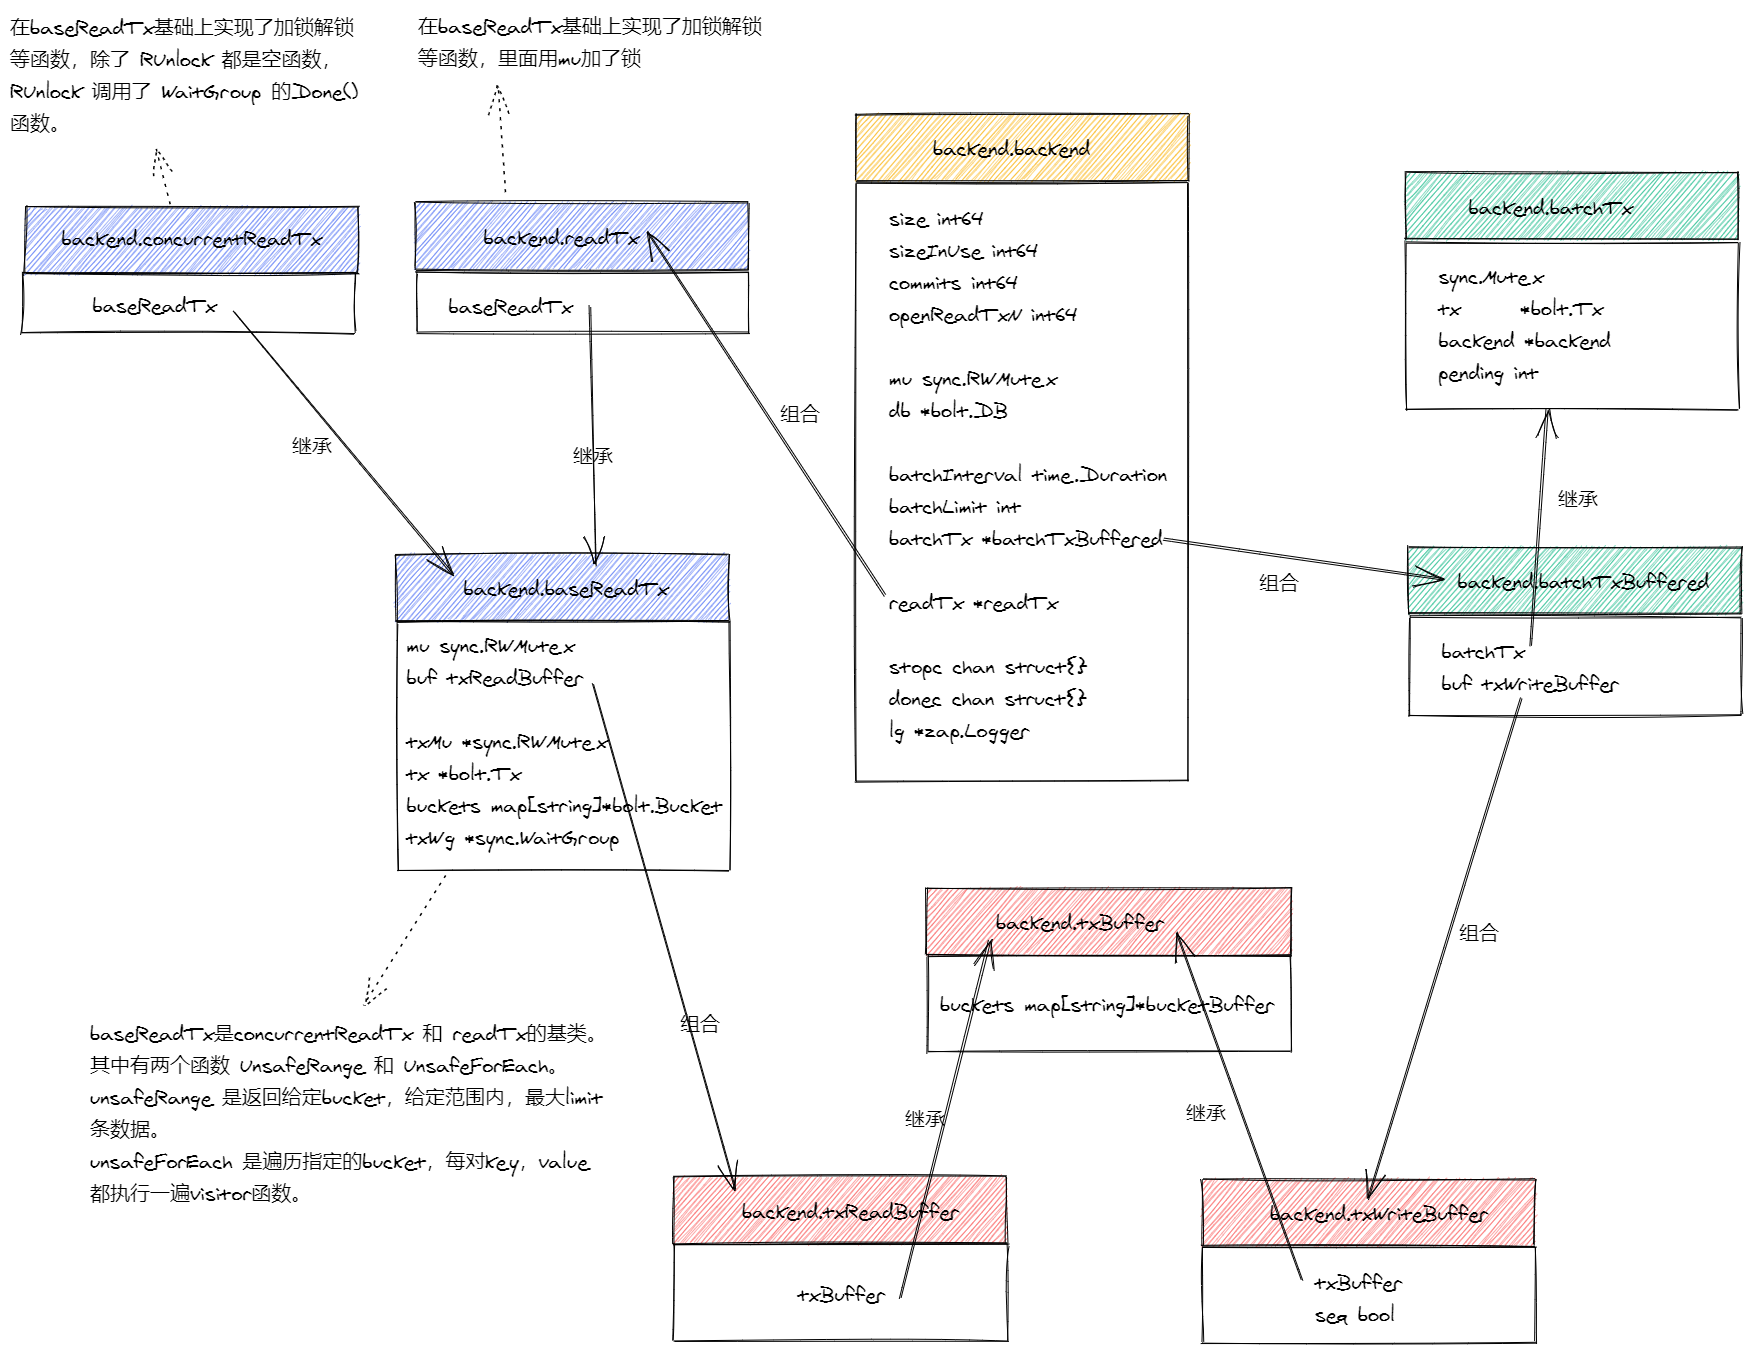 在baseReadTx基础上实现了加锁解锁
等函数，除了 RUnlock 都是空函数，
RUnlock 调用了 WaitGroup 的Done()
函数。
在baseReadTx基础上实现了加锁解锁
等函数，里面用mu加了锁
backend.concurrentReadTx
baseReadTx
backend.readTx
baseReadTx
backend.backend
size int64
sizeInUse int64
commits int64
openReadTxN int64
mu sync.RWMutex
db *bolt.DB
batchInterval time.Duration
batchLimit int
batchTx *batchTxBuffered
readTx *readTx
stopc chan struct{}
donec chan struct{}
lg *zap.Logger
backend.batchTx
sync.Mutex
tx *bolt.Tx
backend *backend
pending int
继承
继承
组合
组合
继承
backend.baseReadTx
mu sync.RWMutex
buf txReadBuffer
txMu *sync.RWMutex
tx *bolt.Tx
buckets map[string]*bolt.Bucket
txWg *sync.WaitGroup
backend.batchTxBuffered
batchTx
buf txWriteBuffer
组合
组合
baseReadTx是concurrentReadTx 和 readTx的基类。
其中有两个函数 UnsafeRange 和 UnsafeForEach。
unsafeRange 是返回给定bucket，给定范围内，最大limit
条数据。
unsafeForEach 是遍历指定的bucket，每对key，value
都执行一遍visitor函数。
backend.txBuffer
buckets map[string]*bucketBuffer
继承
继承
backend.txReadBuffer
txBuffer
backend.txWriteBuffer
txBuffer
seq bool